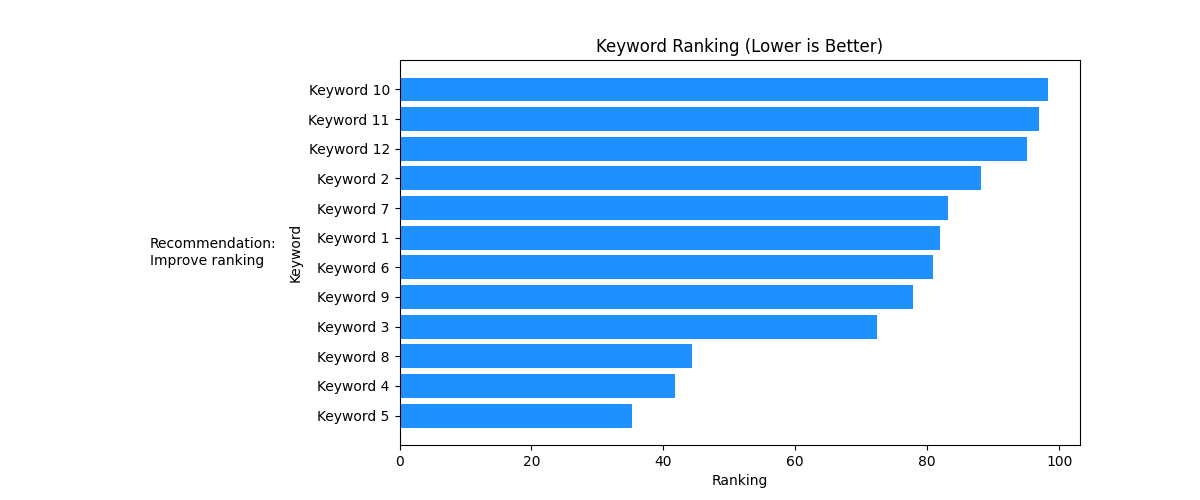 Keyword Ranking (Lower is Better)
Keyword 10
Keyword 11
Keyword 12
Keyword 2
Keyword 7
Keyword 1
Keyword 6
Keyword 9
Keyword 3
Keyword 8
Keyword 4
Keyword 5
Keyword
Recommendation:
Improve ranking
0 20 40 60 80 100
Ranking